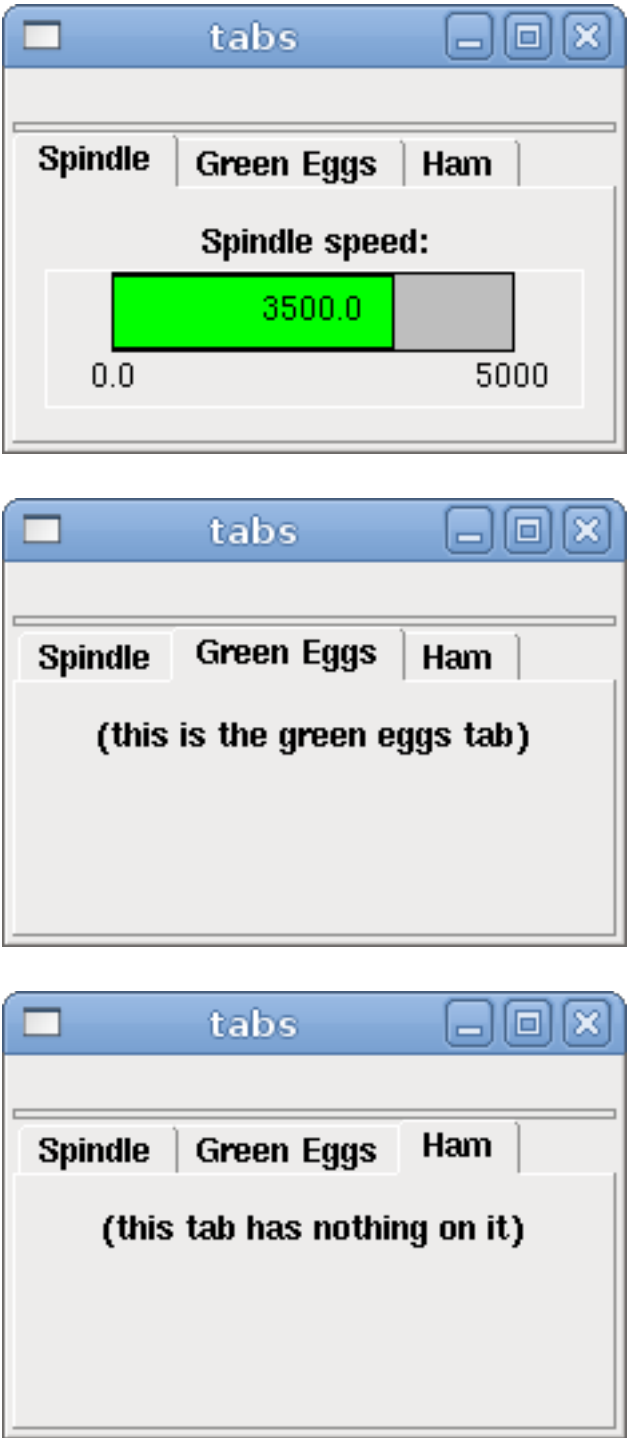 tabs
Spindle Green Eggs Ham
Spindle speed:
3500.0
0.0 5000
tabs
Spindle Green Eggs Ham
(this is the green eggs tab)
tabs
Spindle Green Eggs Ham
(this tab has nothing on it)